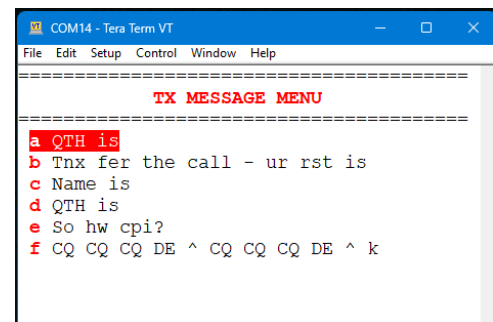 COM14 - Tera Term VT
File Edit Setup Control Window Help
==========================================
TX MESSAGE MENU
==========================================
a QTH is
b Tnx fer the call - ur rst is
c Name is
d QTH is
e So hw cpi?
f CQ CQ CQ DE ^ CQ CQ CQ DE ^ k